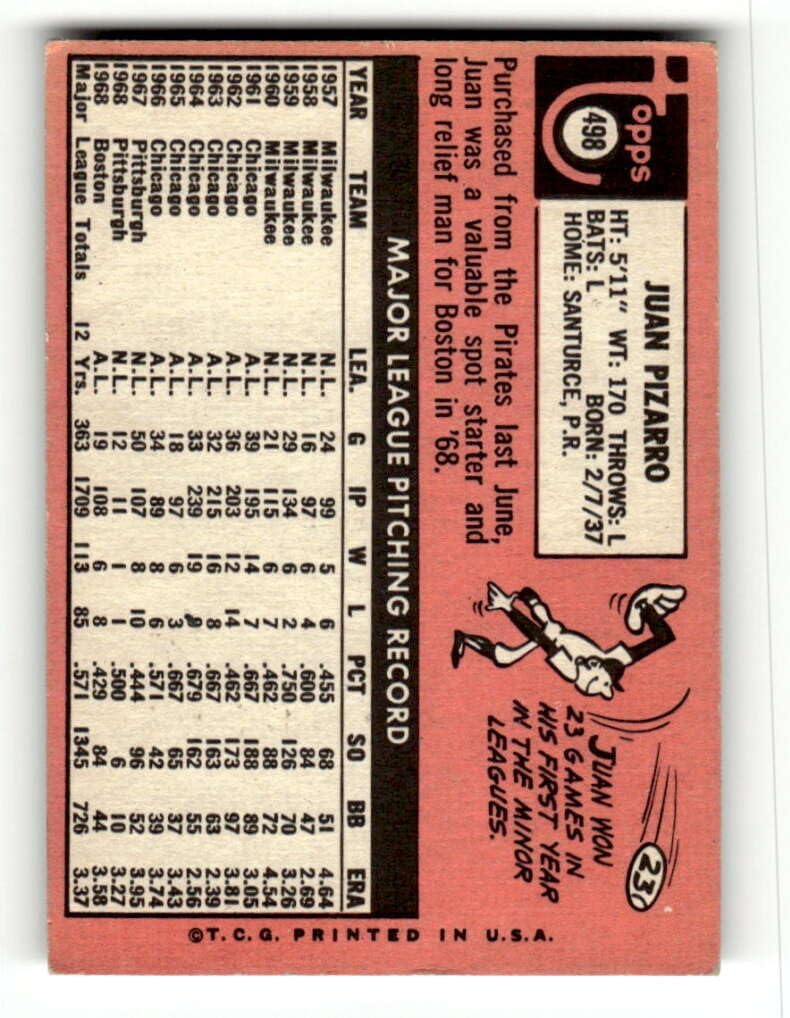 Topps
498
JUAN PIZARRO
HT: 5'11" WT: 170 THROWS: L
BATS: L BORN: 2/7/37
HOME: SANTURCE, P.R.
Purchased from the Pirates last June,
Juan was a valuable spot starter and
long relief man for Boston in '68.
JUAN WON
23 GAMES IN
HIS FIRST YEAR
IN THE MINOR
LEAGUES.
23
MAJOR LEAGUE PITCHING RECORD
YEAR TEAM LEA. G IP W L PCT SO BB ERA
1957 Milwaukee N.L. 24 99 5 6 .455 68 51 4.64
1958 Milwaukee N.L. 16 97 6 4 .600 84 47 2.69
1959 Milwaukee N.L. 29 134 6 2 .750 126 70 3.26
1960 Milwaukee N.L. 21 115 6 7 .462 88 72 4.54
1961 Chicago A.L. 39 195 14 7 .667 188 89 3.05
1962 Chicago A.L. 36 203 12 14 .462 173 97 3.81
1963 Chicago A.L. 32 215 16 8 .667 163 63 2.39
1964 Chicago A.L. 33 239 19 9 .679 162 55 2.56
1965 Chicago A.L. 18 97 6 3 .667 65 37 3.43
1966 Chicago A.L. 34 89 8 6 .571 42 39 3.74
1967 Pittsburgh N.L. 50 107 8 10 .444 96 52 3.95
1968 Pittsburgh N.L. 12 11 1 1 .500 6 10 3.27
1968 Boston A.L. 19 108 6 8 .429 84 44 3.58
Major League Totals 12 Yrs. 363 1709 113 85 .571 1345 726 3.37
©T.C.G. PRINTED IN U.S.A.